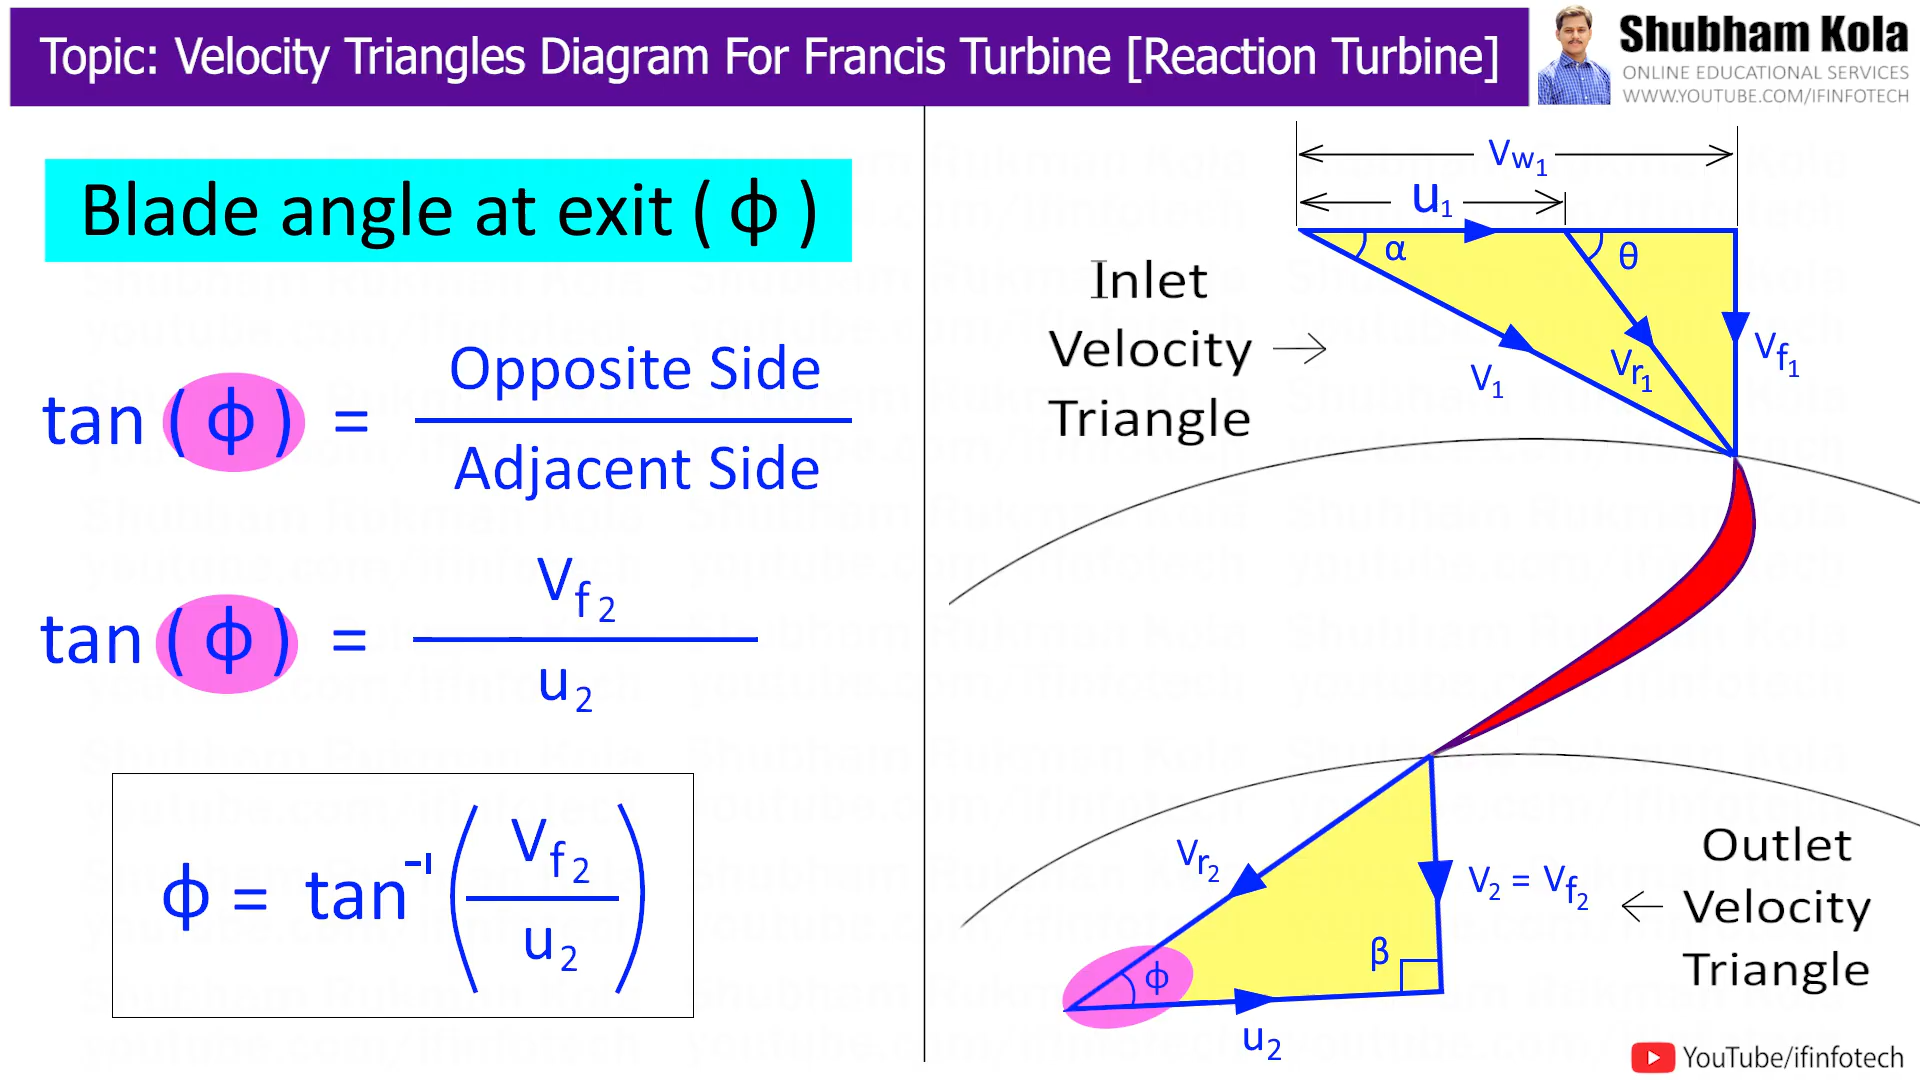 Topic: Velocity Triangles Diagram For Francis Turbine [Reaction Turbine]
Shubham Kola
ONLINE EDUCATIONAL SERVICES
WWW.YOUTUBE.COM/IFINFOTECH
Blade angle at exit ( ϕ )
tan ( ϕ ) = Opposite Side
Adjacent Side
tan ( ϕ ) = Vf2
u2
ϕ = tan-1 ( Vf2
u2 )
Vw1
u1
α
θ
Inlet
Velocity
Triangle
V1
Vr1
Vf1
Vr2
V2 = Vf2
β
ϕ
u2
Outlet
Velocity
Triangle
YouTube/ifinfotech